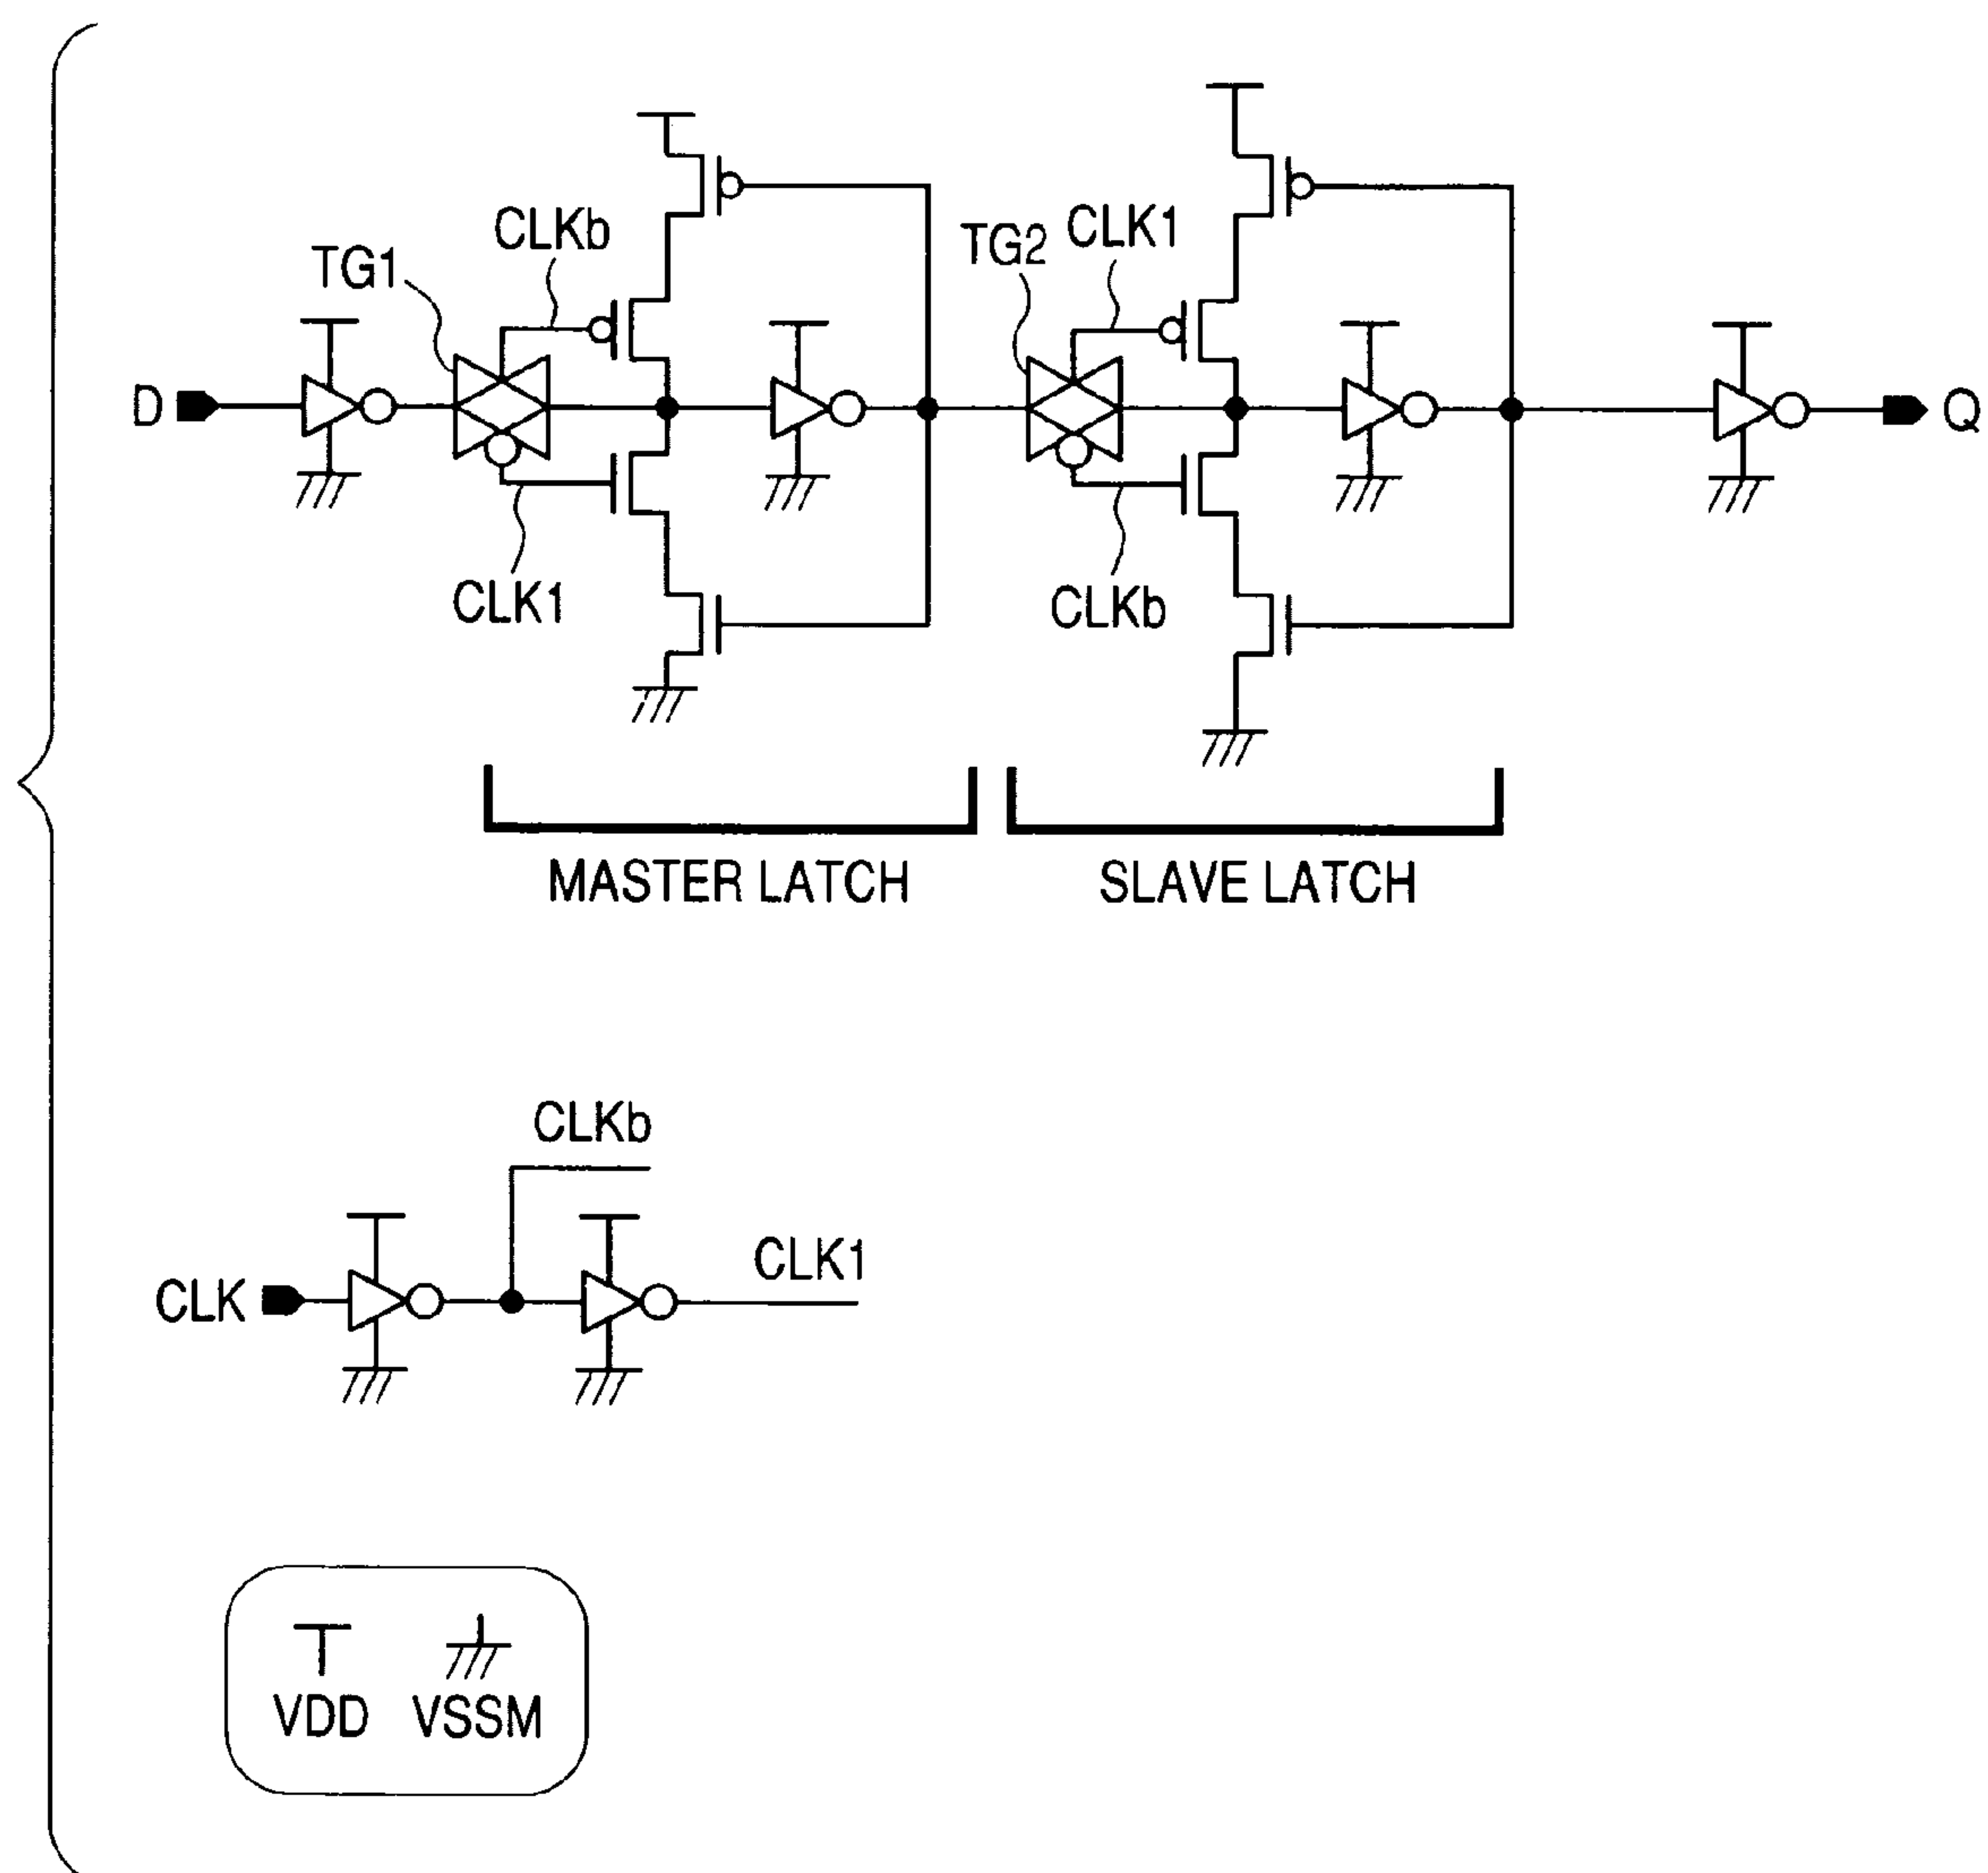 CLKb
CLK1
TG1
TG2
D
Q
CLK1
CLKb
MASTER LATCH
SLAVE LATCH
CLKb
CLK1
CLK
VDD
VSSM